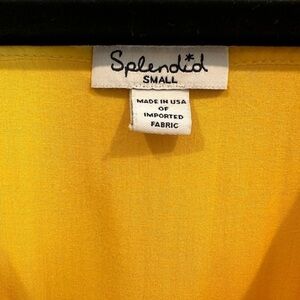 Splendid
SMALL
MADE IN USA
OF
IMPORTED
FABRIC